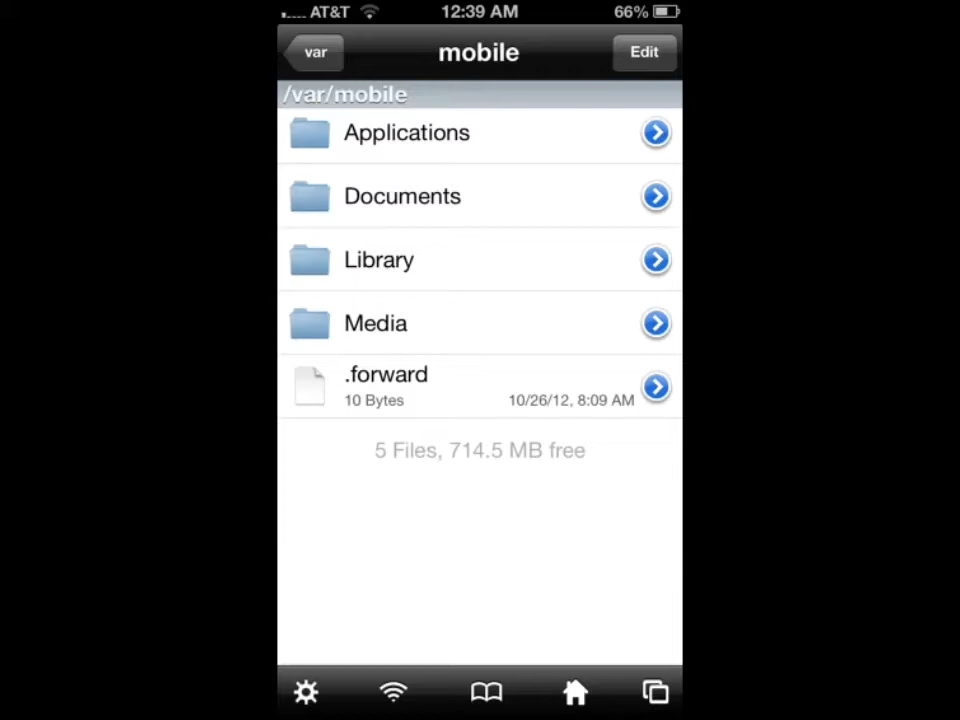 AT&T 12:39 AM 66%
var mobile Edit
/var/mobile
Applications
Documents
Library
Media
.forward
10 Bytes 10/26/12, 8:09 AM
5 Files, 714.5 MB free